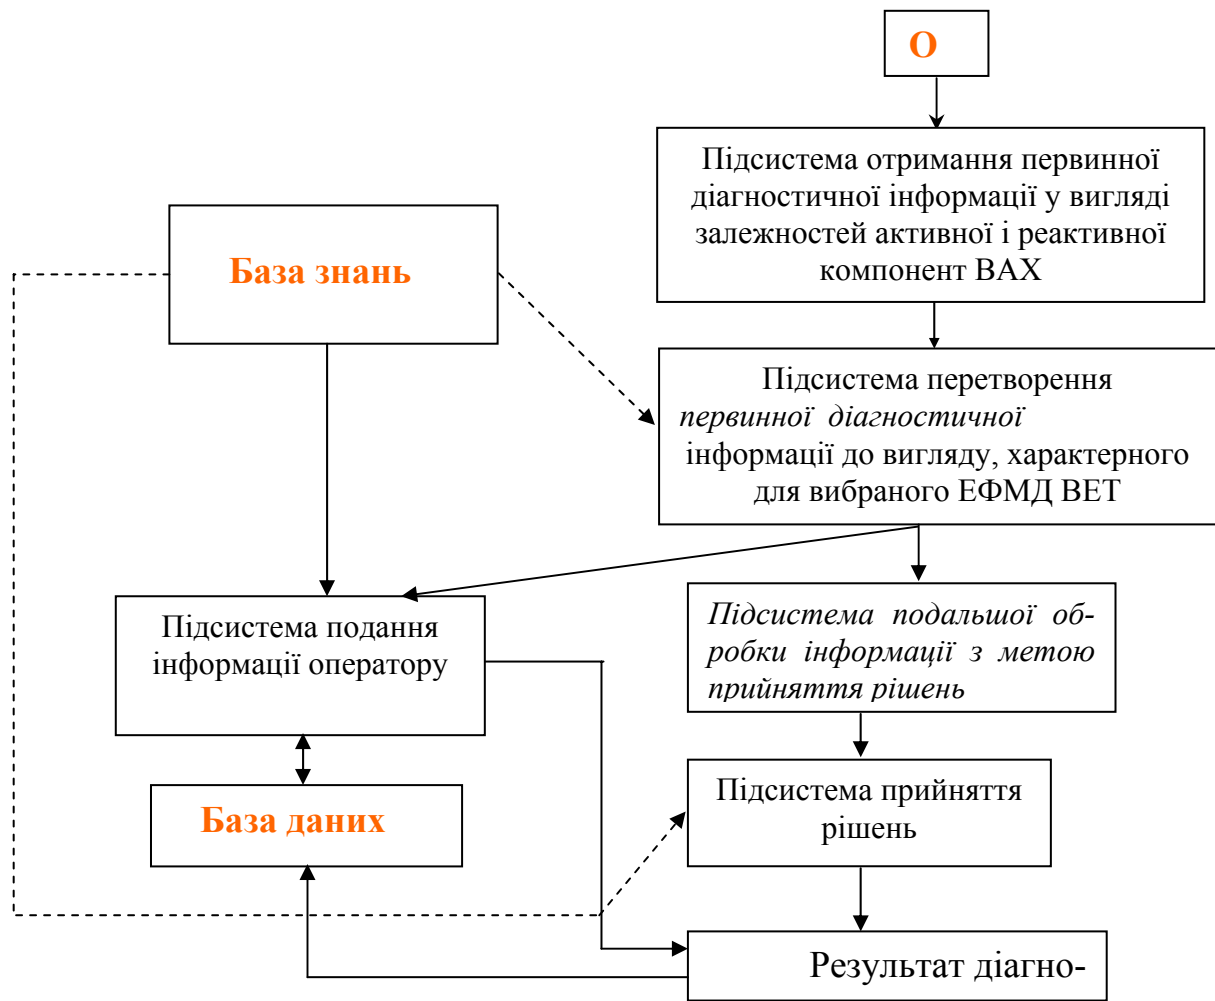 О
Підсистема отримання первинної
діагностичної інформації у вигляді
залежностей активної і реактивної
компонент ВАХ
База знань
Підсистема перетворення
первинної діагностичної
інформації до вигляду, характерного
для вибраного ЕФМД ВЕТ
Підсистема подання
інформації оператору
Підсистема подальшої об-
робки інформації з метою
прийняття рішень
База даних
Підсистема прийняття
рішень
Результат діагно-